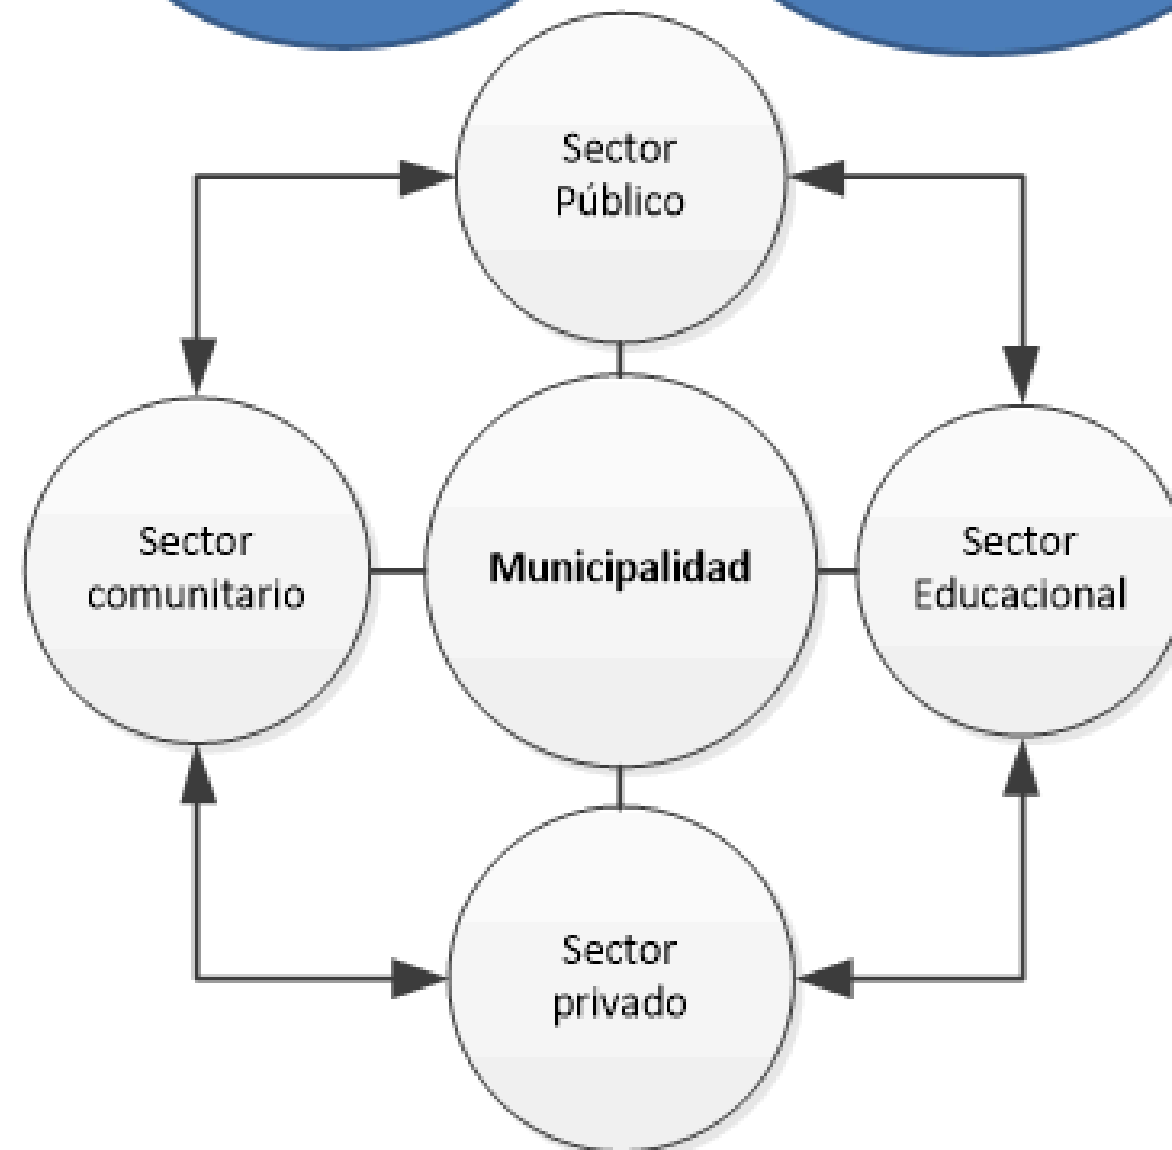 Sector
Público
Sector
comunitario
Municipalidad
Sector
Educacional
Sector
privado